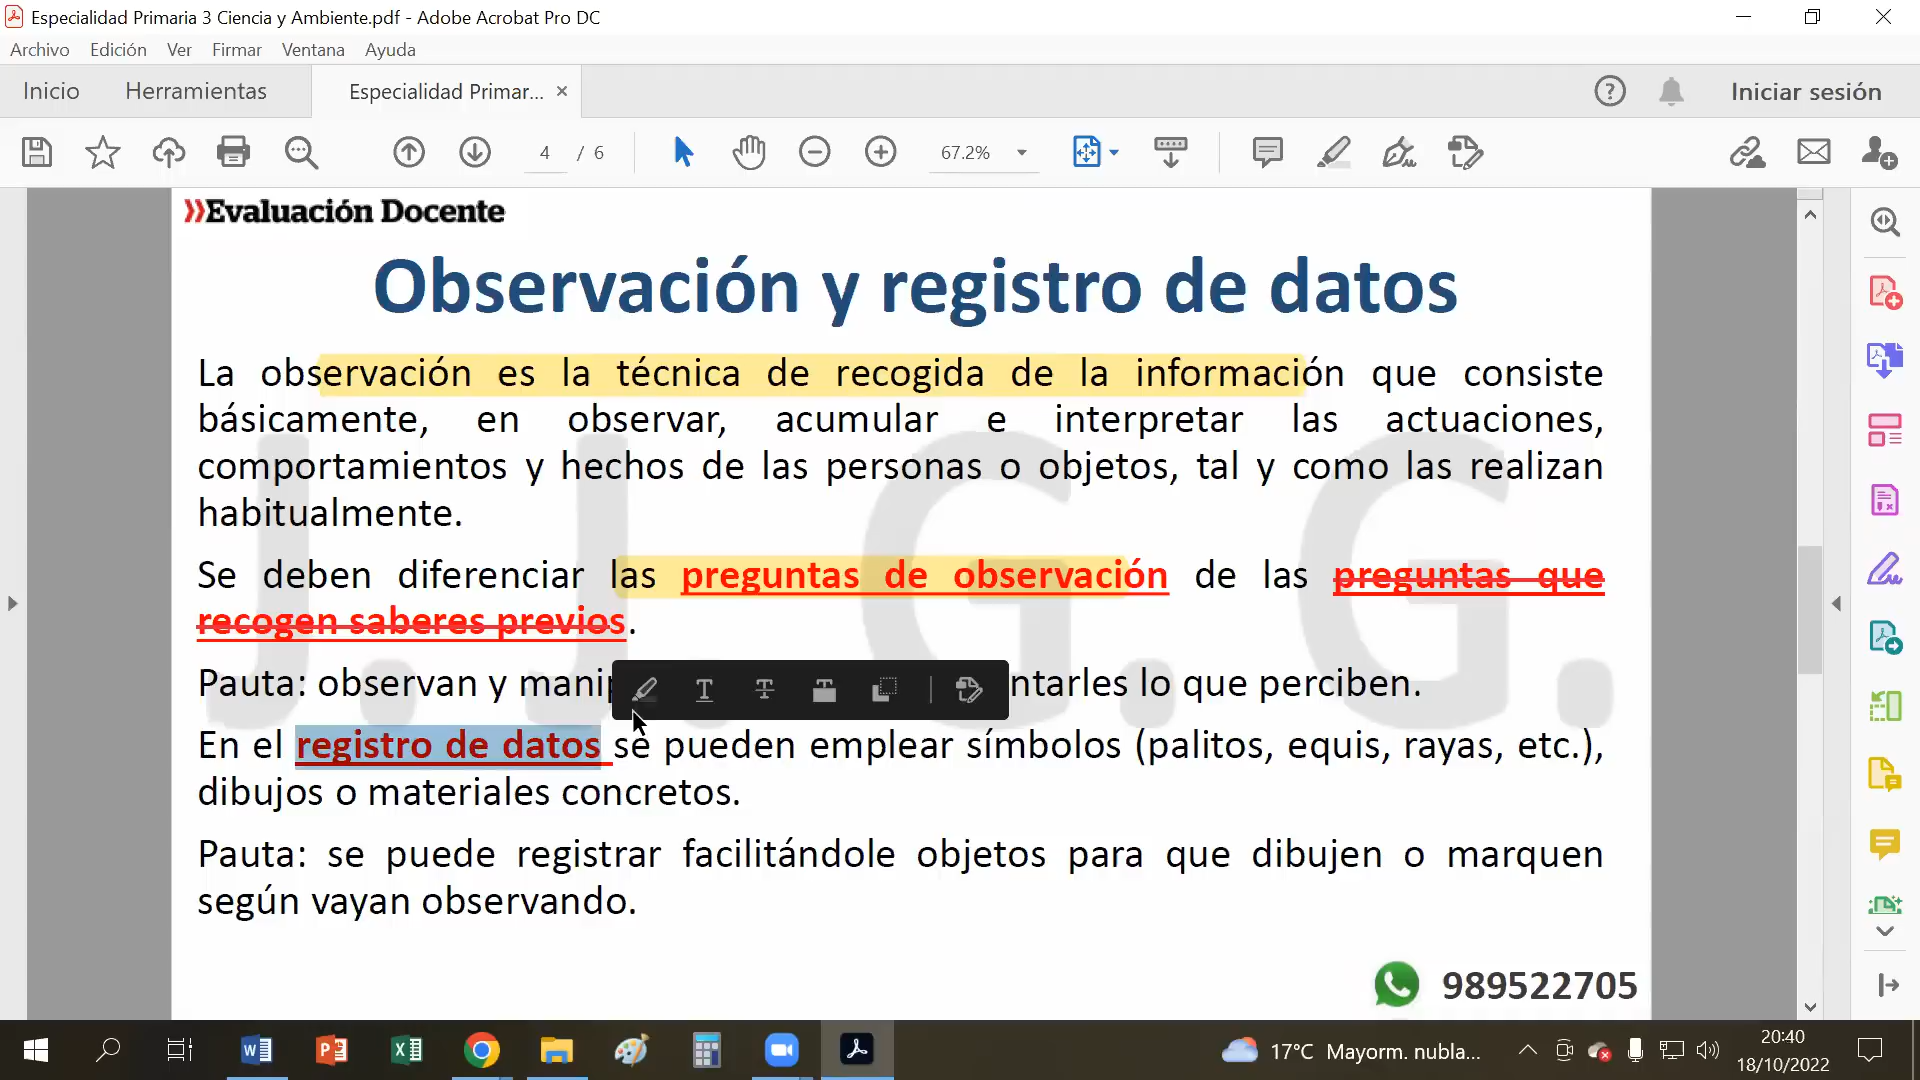 Especialidad Primaria 3 Ciencia y Ambiente.pdf - Adobe Acrobat Pro DC
Archivo Edición Ver Firmar Ventana Ayuda
Inicio Herramientas Especialidad Primar... × Iniciar sesión
4 / 6 67.2%
Evaluación Docente
Observación y registro de datos
La observación es la técnica de recogida de la información que consiste
básicamente, en observar, acumular e interpretar las actuaciones,
comportamientos y hechos de las personas o objetos, tal y como las realizan
habitualmente.
Se deben diferenciar las preguntas de observación de las preguntas que
recogen saberes previos.
Pauta: observan y manip ntarles lo que perciben.
En el registro de datos se pueden emplear símbolos (palitos, equis, rayas, etc.),
dibujos o materiales concretos.
Pauta: se puede registrar facilitándole objetos para que dibujen o marquen
según vayan observando.
J. J. G. G.
989522705
17°C Mayorm. nubla...
20:40
18/10/2022